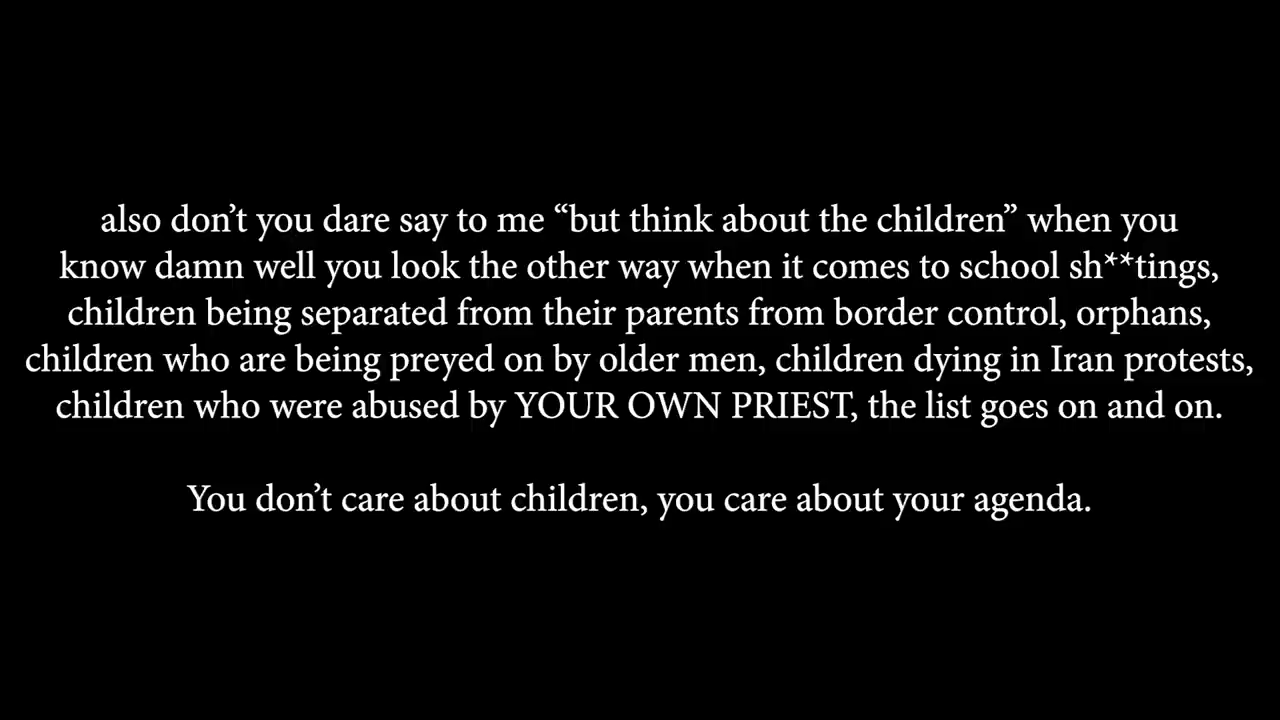 also don’t you dare say to me “but think about the children” when you
know damn well you look the other way when it comes to school sh**tings,
children being separated from their parents from border control, orphans,
children who are being preyed on by older men, children dying in Iran protests,
children who were abused by YOUR OWN PRIEST, the list goes on and on.
You don’t care about children, you care about your agenda.